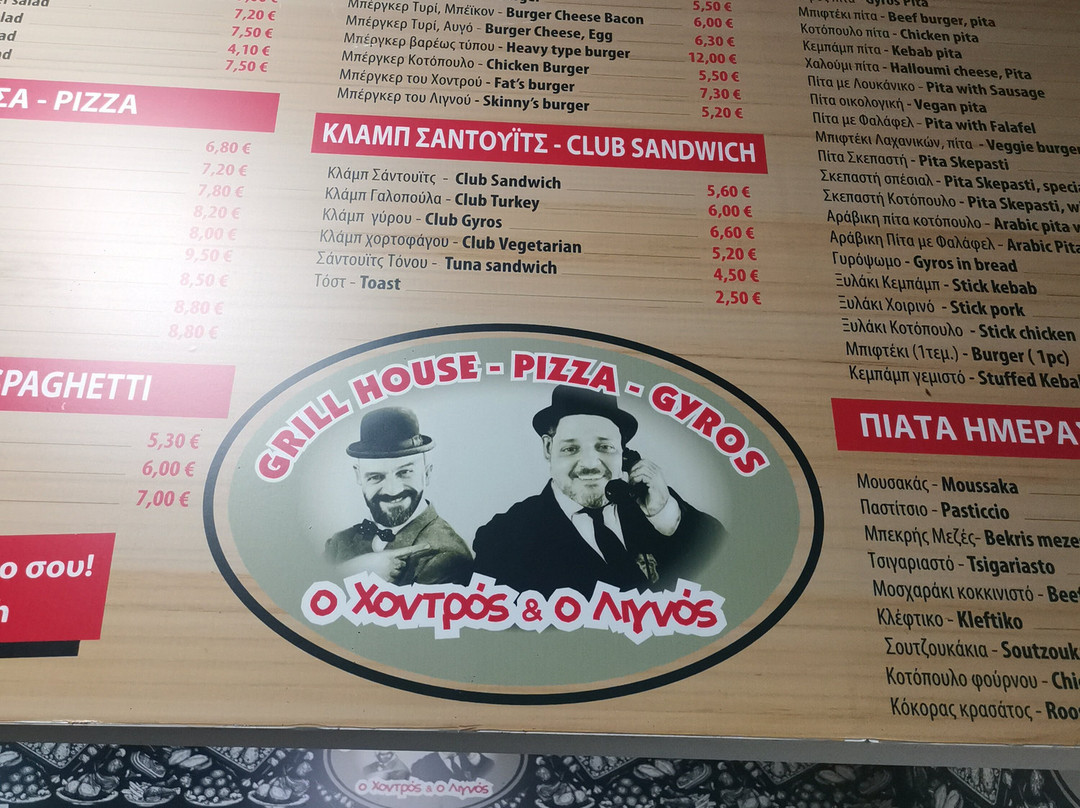 salad
7,20 €
7,50 €
4,10 €
7,50 €
ΣΑ - PIZZA
6,80 €
7,20 €
7,80 €
8,20 €
8,00 €
9,50 €
8,50 €
8,80 €
8,80 €
SPAGHETTI
5,30 €
6,00 €
7,00 €
ο σου!
Μπέργκερ Τυρί, Μπέϊκον - Burger Cheese Bacon 5,50 €
Μπέργκερ Τυρί, Αυγό - Burger Cheese, Egg 6,00 €
Μπέργκερ βαρέως τύπου - Heavy type burger 6,30 €
Μπέργκερ Κοτόπουλο - Chicken Burger 12,00 €
Μπέργκερ του Χοντρού - Fat's burger 5,50 €
Μπέργκερ του Λιγνού - Skinny's burger 7,30 €
5,20 €
ΚΛΑΜΠ ΣΑΝΤΟΥΪΤΣ - CLUB SANDWICH
Κλάμπ Σάντουϊτς - Club Sandwich 5,60 €
Κλάμπ Γαλοπούλα - Club Turkey 6,00 €
Κλάμπ γύρου - Club Gyros 6,60 €
Κλάμπ χορτοφάγου - Club Vegetarian 5,20 €
Σάντουϊτς Τόνου - Tuna sandwich 4,50 €
Τόστ - Toast 2,50 €
GRILL HOUSE - PIZZA - GYROS
Ο Χοντρός & ο Λιγνός
Gyros Pita
Μπιφτέκι πίτα - Beef burger, pita
Κοτόπουλο πίτα - Chicken pita
Κεμπάμπ πίτα - Kebab pita
Χαλούμι πίτα - Halloumi cheese, Pita
Πίτα με Λουκάνικο - Pita with Sausage
Πίτα οικολογική - Vegan pita
Πίτα με Φαλάφελ - Pita with Falafel
Μπιφτέκι Λαχανικών, πίτα - Veggie burger
Πίτα Σκεπαστή - Pita Skepasti
Σκεπαστή σπέσιαλ - Pita Skepasti, specia
Σκεπαστή Κοτόπουλο - Pita Skepasti, w
Αράβικη πίτα κοτόπουλο - Arabic pita w
Αράβικη Πίτα με Φαλάφελ - Arabic Pita
Γυρόψωμο - Gyros in bread
Ξυλάκι Κεμπάμπ - Stick kebab
Ξυλάκι Χοιρινό - Stick pork
Ξυλάκι Κοτόπουλο - Stick chicken
Μπιφτέκι (1τεμ.) - Burger ( 1pc)
Κεμπάμπ γεμιστό - Stuffed Kebab
ΠΙΑΤΑ ΗΜΕΡΑΣ
Μουσακάς - Moussaka
Παστίτσιο - Pasticcio
Μπεκρής Μεζές- Bekris meze
Τσιγαριαστό - Tsigariasto
Μοσχαράκι κοκκινιστό - Beef
Κλέφτικο - Kleftiko
Σουτζουκάκια - Soutzouk
Κοτόπουλο φούρνου - Chi
Κόκορας κρασάτος - Roo
Ο Χοντρός & ο Λιγνός